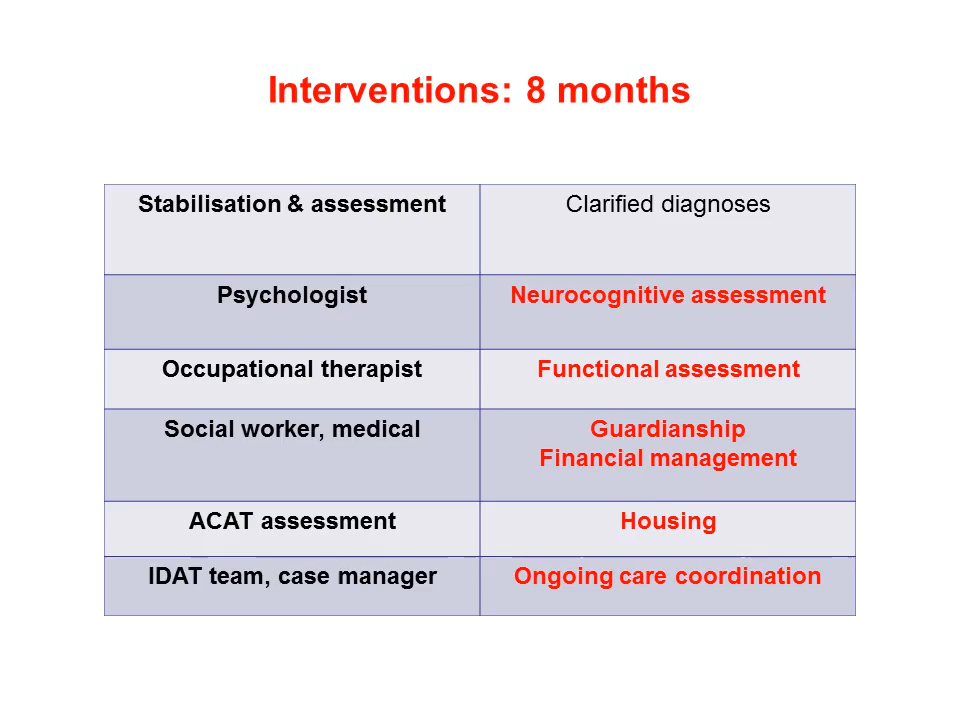 Interventions: 8 months
Stabilisation & assessment
Clarified diagnoses
Psychologist
Neurocognitive assessment
Occupational therapist
Functional assessment
Social worker, medical
Guardianship
Financial management
ACAT assessment
Housing
IDAT team, case manager
Ongoing care coordination